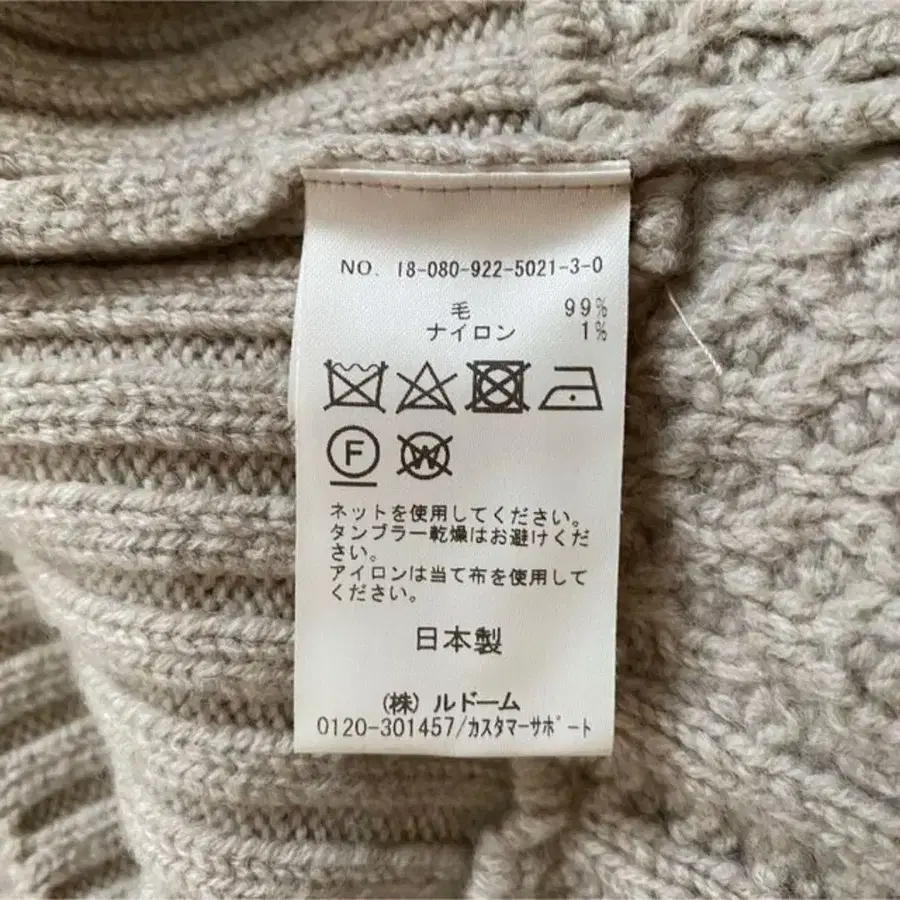 NO. 18-080-922-5021-3-0
毛 99%
ナイロン 1%
F W
ネットを使用してください。
タンブラー乾燥はお避けくだ
さい。
アイロンは当て布を使用して
ください。
日本製
(株) ルドーム
0120-301457/カスタマーサポート